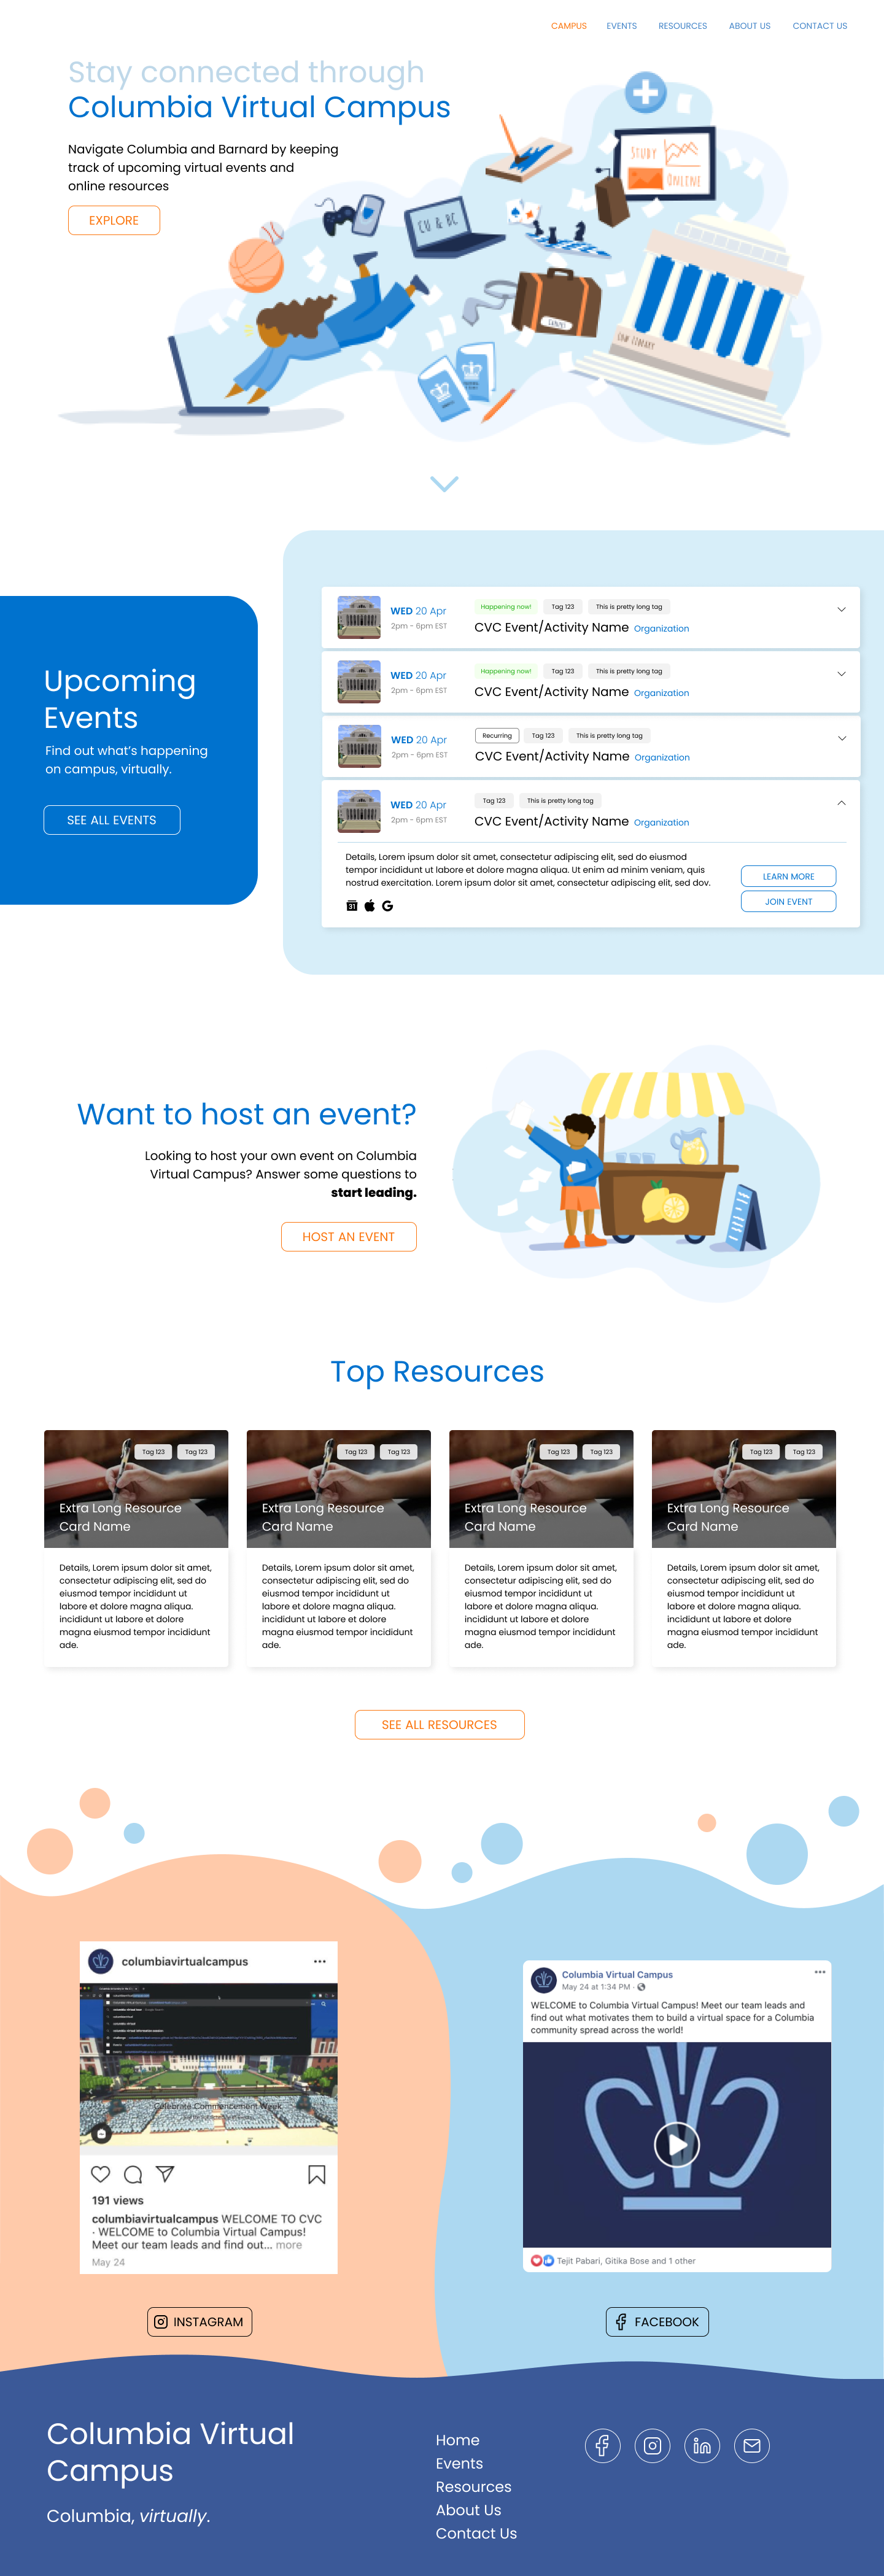 CAMPUS EVENTS RESOURCES ABOUT US CONTACT US
Stay connected through
Columbia Virtual Campus
Navigate Columbia and Barnard by keeping
track of upcoming virtual events and
online resources
EXPLORE
STUDY
ONLINE
CU & BC
LOW LIBRARY
Upcoming
Events
Find out what's happening
on campus, virtually.
SEE ALL EVENTS
WED 20 Apr
2pm - 6pm EST
Happening now! Tag 123 This is pretty long tag
CVC Event/Activity Name Organization
WED 20 Apr
2pm - 6pm EST
Happening now! Tag 123 This is pretty long tag
CVC Event/Activity Name Organization
WED 20 Apr
2pm - 6pm EST
Recurring Tag 123 This is pretty long tag
CVC Event/Activity Name Organization
WED 20 Apr
2pm - 6pm EST
Tag 123 This is pretty long tag
CVC Event/Activity Name Organization
Details, Lorem ipsum dolor sit amet, consectetur adipiscing elit, sed do eiusmod
tempor incididunt ut labore et dolore magna aliqua. Ut enim ad minim veniam, quis
nostrud exercitation. Lorem ipsum dolor sit amet, consectetur adipiscing elit, sed dov.
31
LEARN MORE
JOIN EVENT
Want to host an event?
Looking to host your own event on Columbia
Virtual Campus? Answer some questions to
start leading.
HOST AN EVENT
Top Resources
Tag 123 Tag 123
Extra Long Resource
Card Name
Details, Lorem ipsum dolor sit amet,
consectetur adipiscing elit, sed do
eiusmod tempor incididunt ut
labore et dolore magna aliqua.
incididunt ut labore et dolore
magna eiusmod tempor incididunt
ade.
Tag 123 Tag 123
Extra Long Resource
Card Name
Details, Lorem ipsum dolor sit amet,
consectetur adipiscing elit, sed do
eiusmod tempor incididunt ut
labore et dolore magna aliqua.
incididunt ut labore et dolore
magna eiusmod tempor incididunt
ade.
Tag 123 Tag 123
Extra Long Resource
Card Name
Details, Lorem ipsum dolor sit amet,
consectetur adipiscing elit, sed do
eiusmod tempor incididunt ut
labore et dolore magna aliqua.
incididunt ut labore et dolore
magna eiusmod tempor incididunt
ade.
Tag 123 Tag 123
Extra Long Resource
Card Name
Details, Lorem ipsum dolor sit amet,
consectetur adipiscing elit, sed do
eiusmod tempor incididunt ut
labore et dolore magna aliqua.
incididunt ut labore et dolore
magna eiusmod tempor incididunt
ade.
SEE ALL RESOURCES
columbiavirtualcampus
Celebrate Commencement Week
191 views
columbiavirtualcampus WELCOME TO CVC
· WELCOME to Columbia Virtual Campus!
Meet our team leads and find out... more
May 24
INSTAGRAM
Columbia Virtual Campus
May 24 at 1:34 PM ·
WELCOME to Columbia Virtual Campus! Meet our team leads and
find out what motivates them to build a virtual space for a Columbia
community spread across the world!
Tejit Pabari, Gitika Bose and 1 other
FACEBOOK
Columbia Virtual
Campus
Columbia, virtually.
Home
Events
Resources
About Us
Contact Us